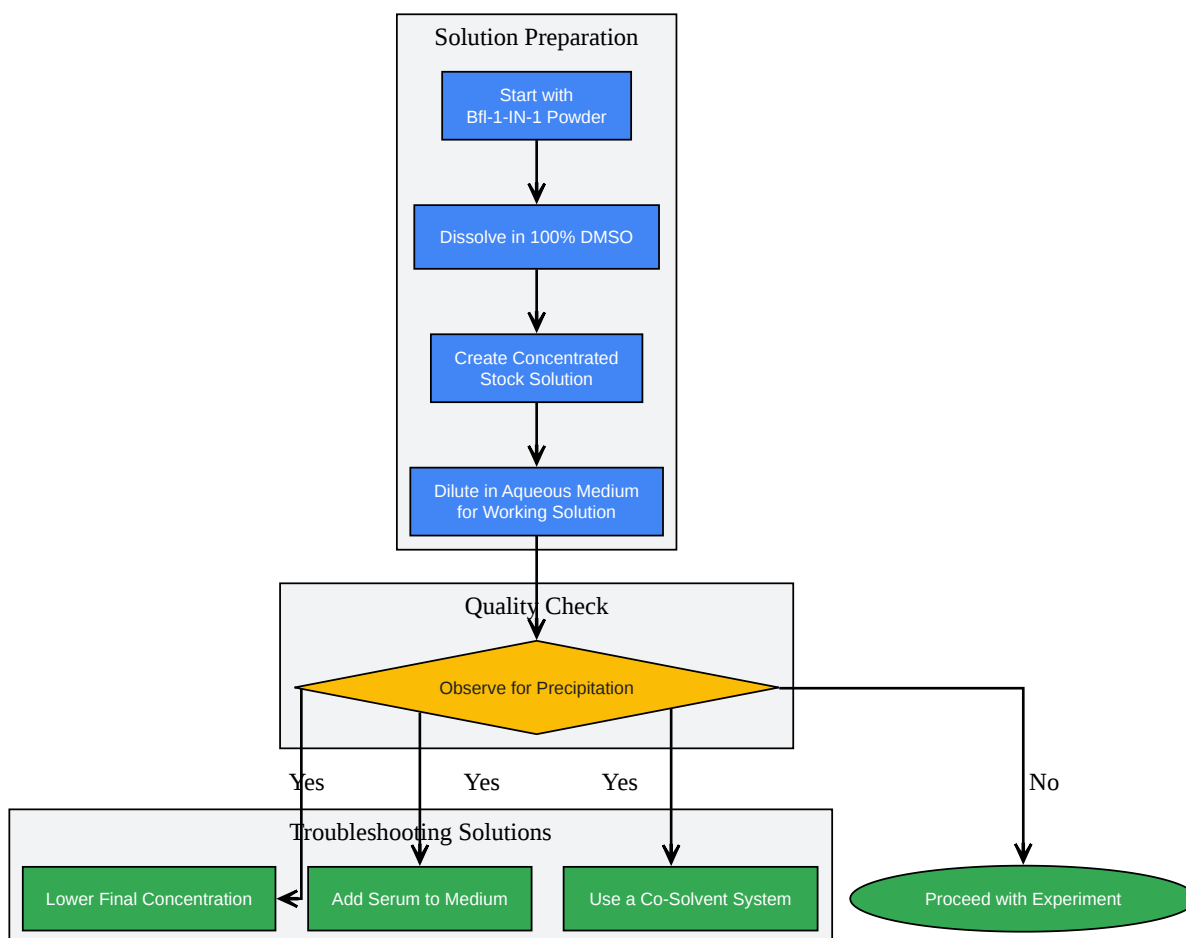 Solution Preparation
Start with
Bfl-1-IN-1 Powder
Dissolve in 100% DMSO
Create Concentrated
Stock Solution
Dilute in Aqueous Medium
for Working Solution
Quality Check
Observe for Precipitation
Yes
Yes
Yes
No
Troubleshooting Solutions
Lower Final Concentration
Add Serum to Medium
Use a Co-Solvent System
Proceed with Experiment